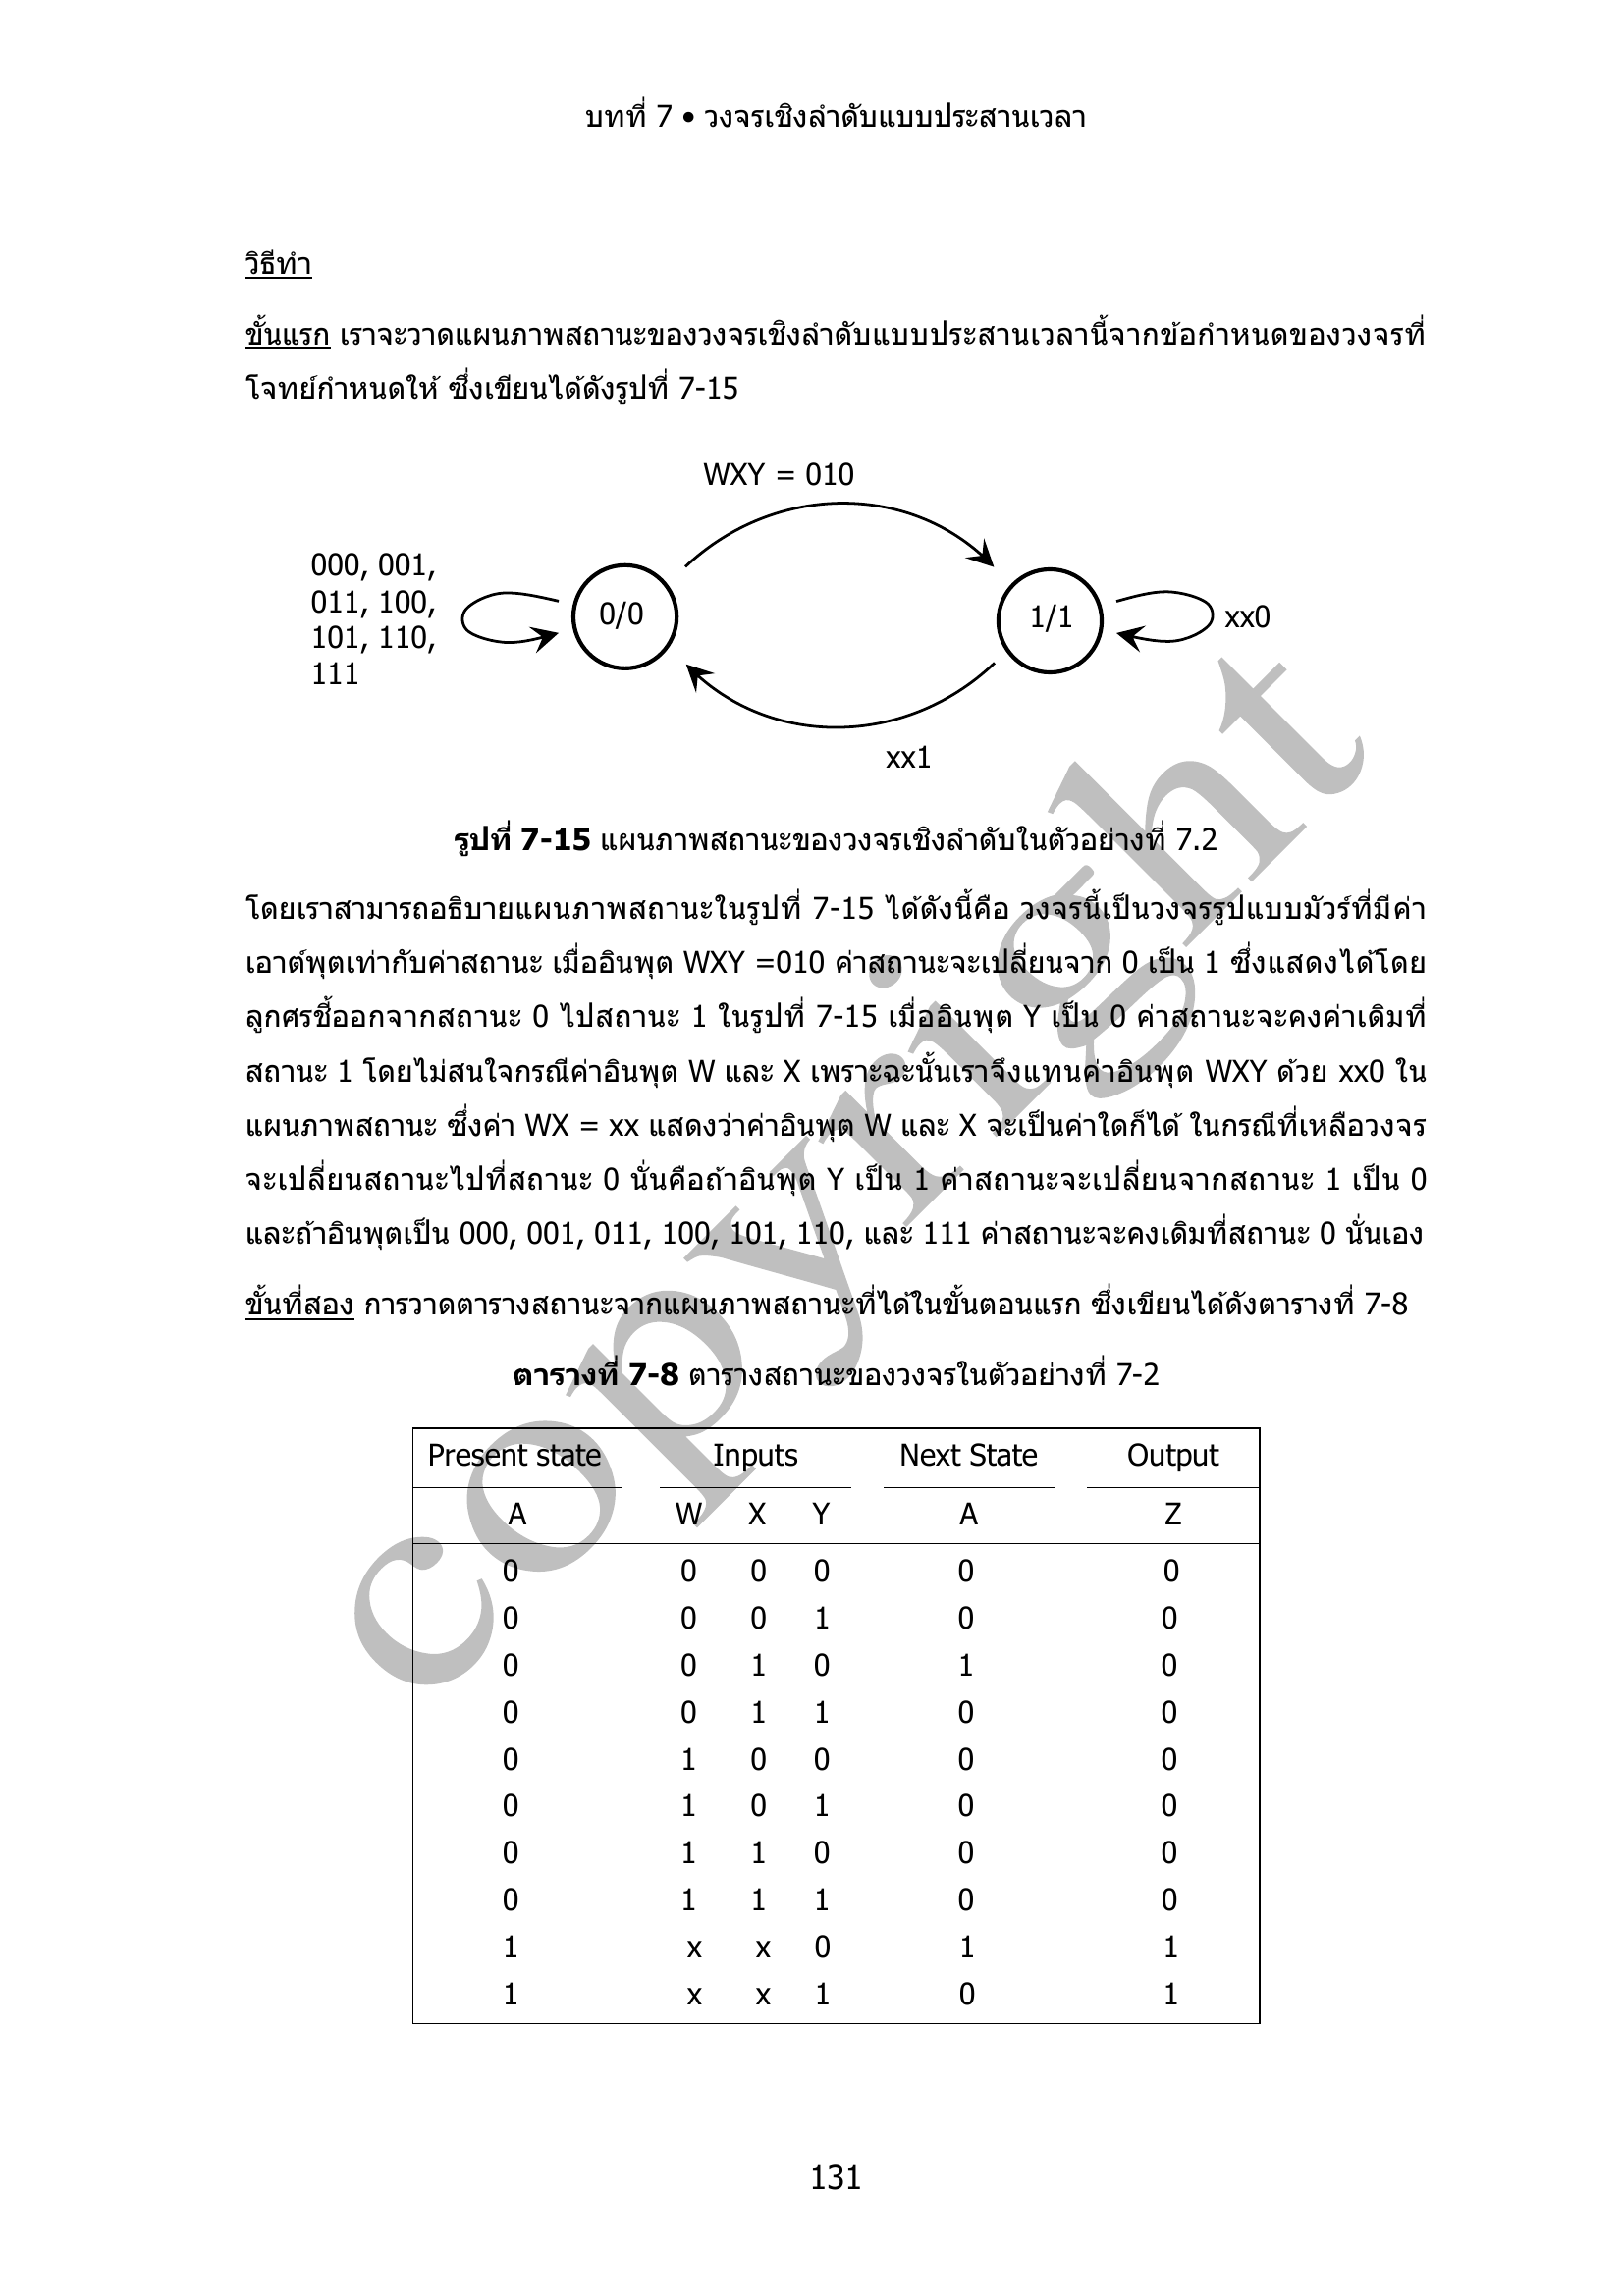 บทที่ 7 • วงจรเชิงลำดับแบบประสานเวลา
วิธีทำ
ขั้นแรก เราจะวาดแผนภาพสถานะของวงจรเชิงลำดับแบบประสานเวลานี้จากข้อกำหนดของวงจรที่
โจทย์กำหนดให้ ซึ่งเขียนได้ดังรูปที่ 7-15
WXY = 010
000, 001,
011, 100,
101, 110,
111
0/0
1/1
xx0
xx1
รูปที่ 7-15 แผนภาพสถานะของวงจรเชิงลำดับในตัวอย่างที่ 7.2
โดยเราสามารถอธิบายแผนภาพสถานะในรูปที่ 7-15 ได้ดังนี้คือ วงจรนี้เป็นวงจรรูปแบบมัวร์ที่มีค่า
เอาต์พุตเท่ากับค่าสถานะ เมื่ออินพุต WXY =010 ค่าสถานะจะเปลี่ยนจาก 0 เป็น 1 ซึ่งแสดงได้โดย
ลูกศรชี้ออกจากสถานะ 0 ไปสถานะ 1 ในรูปที่ 7-15 เมื่ออินพุต Y เป็น 0 ค่าสถานะจะคงค่าเดิมที่
สถานะ 1 โดยไม่สนใจกรณีค่าอินพุต W และ X เพราะฉะนั้นเราจึงแทนค่าอินพุต WXY ด้วย xx0 ใน
แผนภาพสถานะ ซึ่งค่า WX = xx แสดงว่าค่าอินพุต W และ X จะเป็นค่าใดก็ได้ ในกรณีที่เหลือวงจร
จะเปลี่ยนสถานะไปที่สถานะ 0 นั่นคือถ้าอินพุต Y เป็น 1 ค่าสถานะจะเปลี่ยนจากสถานะ 1 เป็น 0
และถ้าอินพุตเป็น 000, 001, 011, 100, 101, 110, และ 111 ค่าสถานะจะคงเดิมที่สถานะ 0 นั่นเอง
ขั้นที่สอง การวาดตารางสถานะจากแผนภาพสถานะที่ได้ในขั้นตอนแรก ซึ่งเขียนได้ดังตารางที่ 7-8
ตารางที่ 7-8 ตารางสถานะของวงจรในตัวอย่างที่ 7-2
Present state Inputs Next State Output
A W X Y A Z
0 0 0 0 0 0
0 0 0 1 0 0
0 0 1 0 1 0
0 0 1 1 0 0
0 1 0 0 0 0
0 1 0 1 0 0
0 1 1 0 0 0
0 1 1 1 0 0
1 x x 0 1 1
1 x x 1 0 1
copyright
131